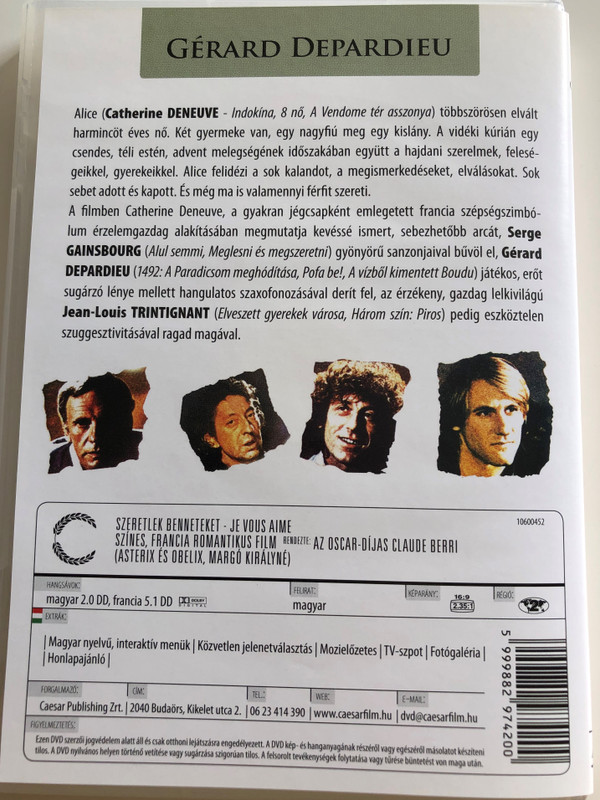 GÉRARD DEPARDIEU
Alice (Catherine DENEUVE - Indokína, 8 nő, A Vendome tér asszonya) többszörösen elvált
harmincöt éves nő. Két gyermeke van, egy nagyfiú meg egy kislány. A vidéki kúrián egy
csendes, téli estén, advent melegségének időszakában együtt a hajdani szerelmek, felesé-
geikkel, gyerekeikkel. Alice felidézi a sok kalandot, a megismerkedéseket, elválásokat. Sok
sebet adott és kapott. És még ma is valamennyi férfit szereti.
A filmben Catherine Deneuve, a gyakran jégcsapként emlegetett francia szépségszimbó-
lum érzelemgazdag alakításában megmutatja kevéssé ismert, sebezhetőbb arcát, Serge
GAINSBOURG (Alul semmi, Meglesni és megszeretni) gyönyörű sanzonjaival bűvöl el, Gérard
DEPARDIEU (1492: A Paradicsom meghódítása, Pofa be!, A vízből kimentett Boudu) játékos, erőt
sugárzó lénye mellett hangulatos szaxofonozásával derít fel, az érzékeny, gazdag lelkivilágú
Jean-Louis TRINTIGNANT (Elveszett gyerekek városa, Három szín: Piros) pedig eszköztelen
szuggesztivitásával ragad magával.
SZERETLEK BENNETEKET - JE VOUS AIME
10600452
SZÍNES, FRANCIA ROMANTIKUS FILM RENDEZTE: AZ OSCAR-DÍJAS CLAUDE BERRI
(ASTERIX ÉS OBELIX, MARGÓ KIRÁLYNÉ)
HANGSÁVOK: FELIRAT: KÉPARÁNY: RÉGIÓ:
magyar 2.0 DD, francia 5.1 DD DOLBY DIGITAL magyar 16:9 2.35:1 2
EXTRÁK:
| Magyar nyelvű, interaktív menük | Közvetlen jelenetválasztás | Mozielőzetes | TV-szpot | Fotógaléria |
| Honlapajánló |
FORGALMAZÓ: CÍM: TEL.: WEB: E-MAIL:
Caesar Publishing Zrt. | 2040 Budaörs, Kikelet utca 2. | 06 23 414 390 | www.caesarfilm.hu | dvd@caesarfilm.hu
FIGYELMEZTETÉS:
Ezen DVD szerzői jogvédelem alatt áll és csak otthoni lejátszásra engedélyezett. A DVD kép- és hanganyagának részéről vagy egészéről másolatot készíteni
tilos. A DVD nyilvános helyen történő vetítése vagy sugárzása szigorúan tilos. A felsorolt tevékenységek folytatása vagy tűrése büntetést von maga után.
5 999882 974200